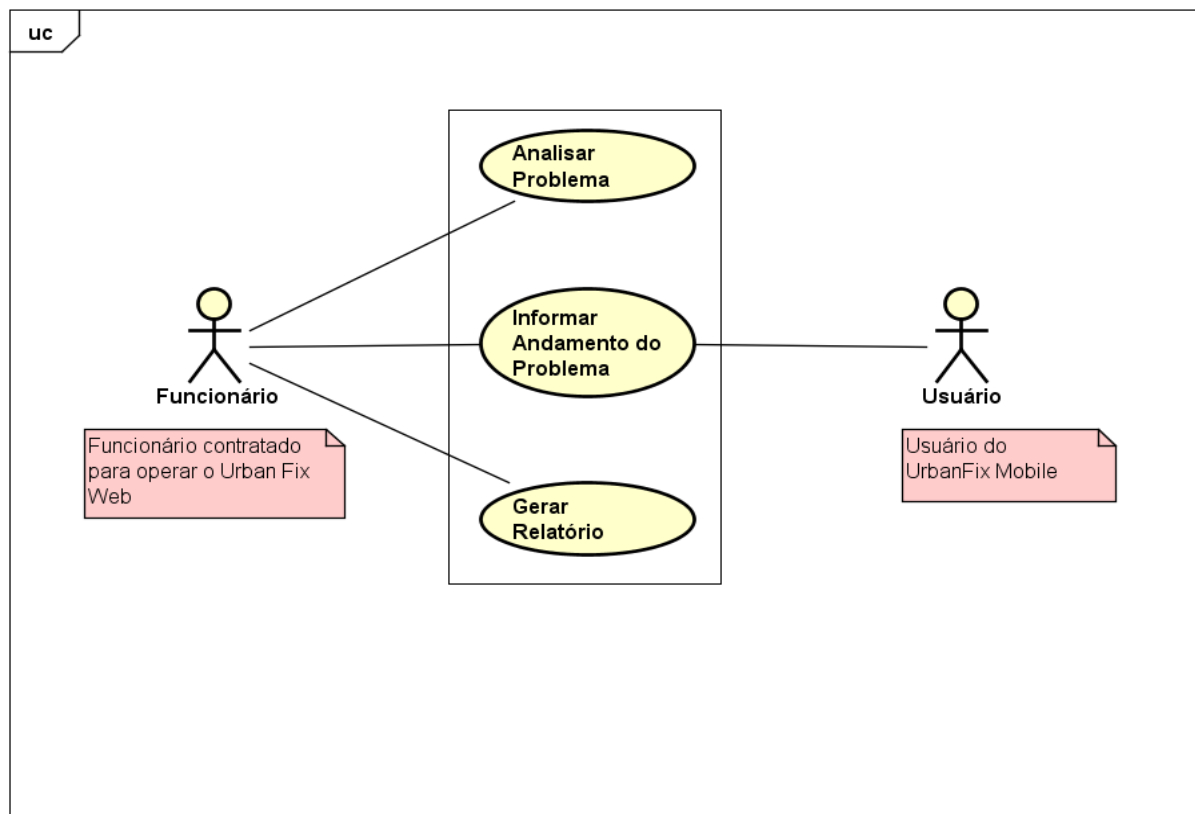 uc
Analisar
Problema
Informar
Andamento do
Problema
Funcionário
Usuário
Funcionário contratado
para operar o Urban Fix
Web
Usuário do
UrbanFix Mobile
Gerar
Relatório